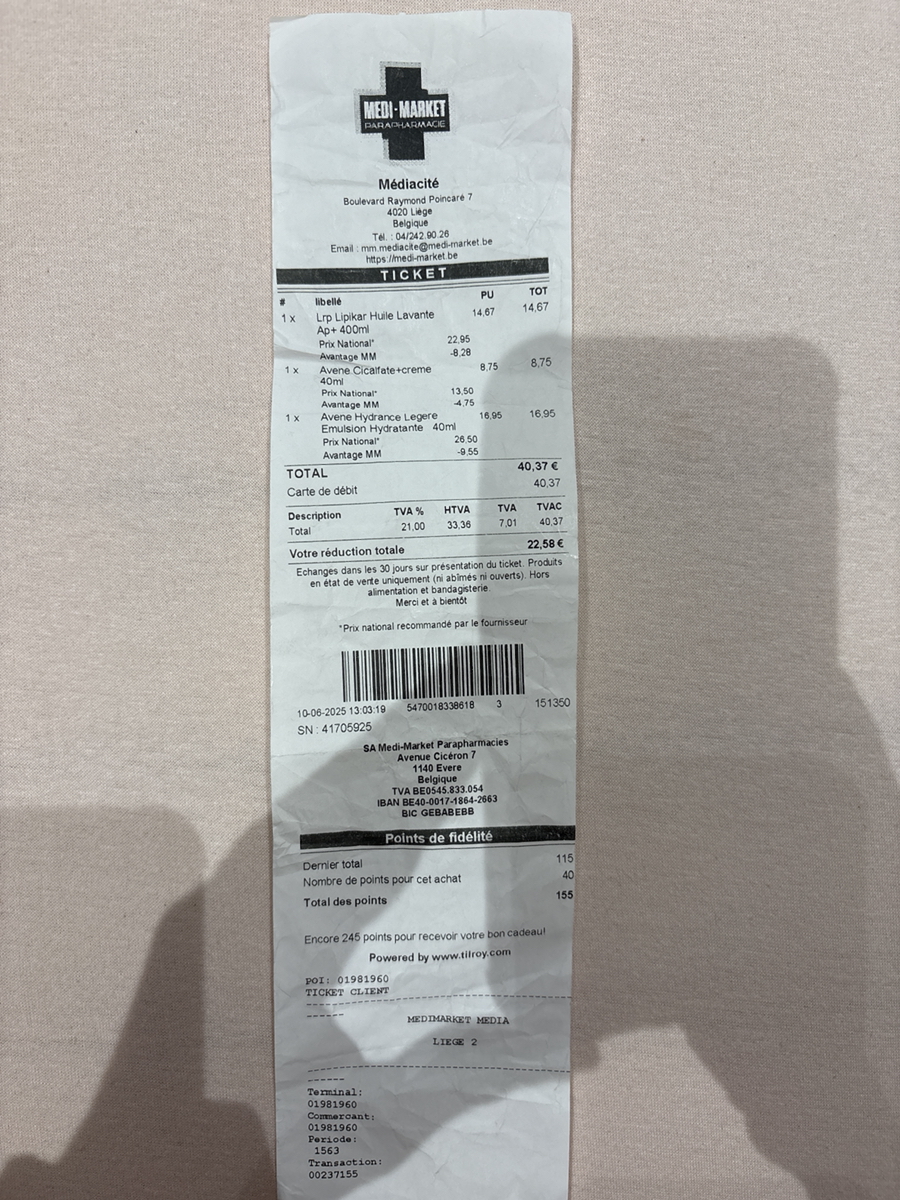 MEDI-MARKET
PARAPHARMACIE
Médiacité
Boulevard Raymond Poincaré 7
4020 Liège
Belgique
Tél. : 04/242.90.26
Email : mm.mediacite@medi-market.be
https://medi-market.be
TICKET
# libellé PU TOT
1 x Lrp Lipikar Huile Lavante 14,67 14,67
Ap+ 400ml
Prix National* 22,95
Avantage MM -8,28
1 x Avene Cicalfate+creme 8,75 8,75
40ml
Prix National* 13,50
Avantage MM -4,75
1 x Avene Hydrance Legere 16,95 16,95
Emulsion Hydratante 40ml
Prix National* 26,50
Avantage MM -9,55
TOTAL 40,37 €
Carte de débit 40,37
Description TVA % HTVA TVA TVAC
Total 21,00 33,36 7,01 40,37
Votre réduction totale 22,58 €
Echanges dans les 30 jours sur présentation du ticket. Produits
en état de vente uniquement (ni abîmés ni ouverts). Hors
alimentation et bandagisterie.
Merci et à bientôt
*Prix national recommandé par le fournisseur
10-06-2025 13:03:19 5470018338618 3 151350
SN : 41705925
SA Medi-Market Parapharmacies
Avenue Cicéron 7
1140 Evere
Belgique
TVA BE0545.833.054
IBAN BE40-0017-1864-2663
BIC GEBABEBB
Points de fidélité
Dernier total 115
Nombre de points pour cet achat 40
Total des points 155
Encore 245 points pour recevoir votre bon cadeau!
Powered by www.tilroy.com
POI: 01981960
TICKET CLIENT
MEDIMARKET MEDIA
LIEGE 2
Terminal:
01981960
Commercant:
01981960
Periode:
1563
Transaction:
00237155